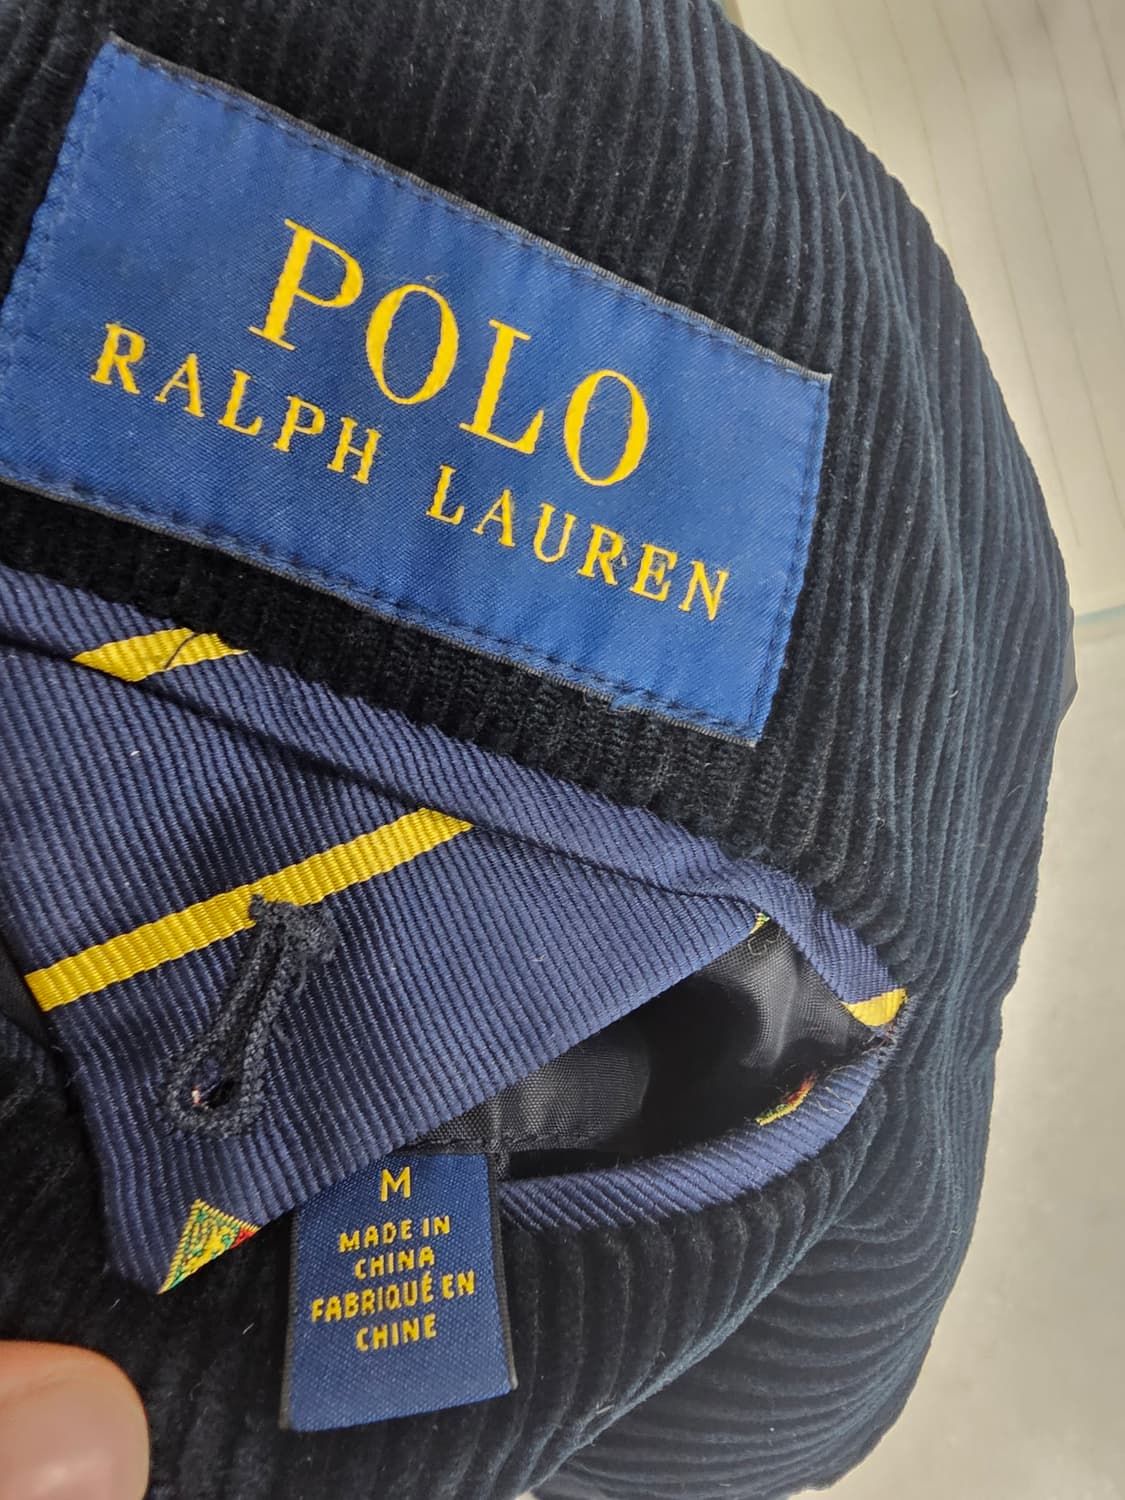 POLO
RALPH LAUREN
M
MADE IN
CHINA
FABRIQUÉ EN
CHINE